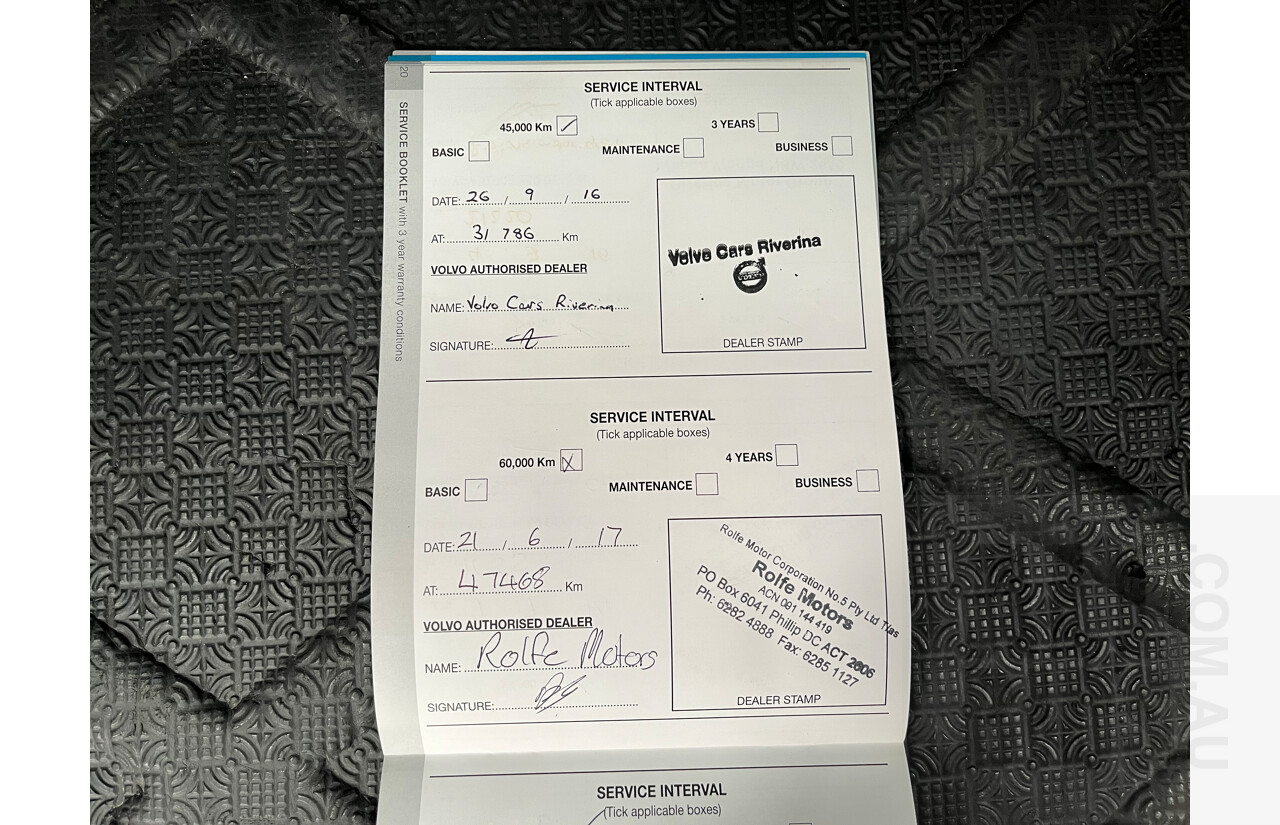 20
SERVICE BOOKLET with 3 year warranty conditions
SERVICE INTERVAL
(Tick applicable boxes)
45,000 Km
3 YEARS
BASIC
MAINTENANCE
BUSINESS
DATE: 26 / 9 / 16
AT: 31 786 Km
VOLVO AUTHORISED DEALER
NAME: Volvo Cars Riverina
SIGNATURE:
Volvo Cars Riverina
VOLVO
DEALER STAMP
SERVICE INTERVAL
(Tick applicable boxes)
60,000 Km
4 YEARS
BASIC
MAINTENANCE
BUSINESS
DATE: 21 / 6 / 17
AT: 47468 Km
VOLVO AUTHORISED DEALER
NAME: Rolfe Motors
SIGNATURE:
Rolfe Motor Corporation No.5 Pty Ltd T/as
Rolfe Motors
ACN 081 144 419
PO Box 6041 Phillip DC ACT 2606
Ph: 6282 4888 Fax: 6285 1127
DEALER STAMP
SERVICE INTERVAL
(Tick applicable boxes)
.COM.AU